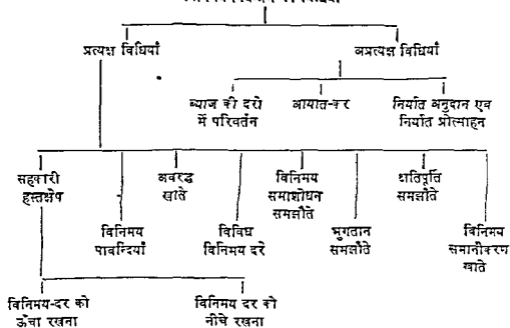 प्रत्यक्ष विधियाँ
अप्रत्यक्ष विधियाँ
ब्याज की दरो
में परिवर्तन
आयात-कर
निर्यात अनुदान एव
निर्यात प्रोत्साहन
सहकारी
हस्तक्षेप
अवरुद्ध
खाते
विनिमय
समाशोधन
समझौते
क्षतिपूर्ति
समझौते
विनिमय
पाबन्दियाँ
विविध
विनिमय दरे
भुगतान
समझौते
विनिमय
समानीकरण
खाते
विनिमय-दर को
ऊँचा रखना
विनिमय दर को
नीचे रखना